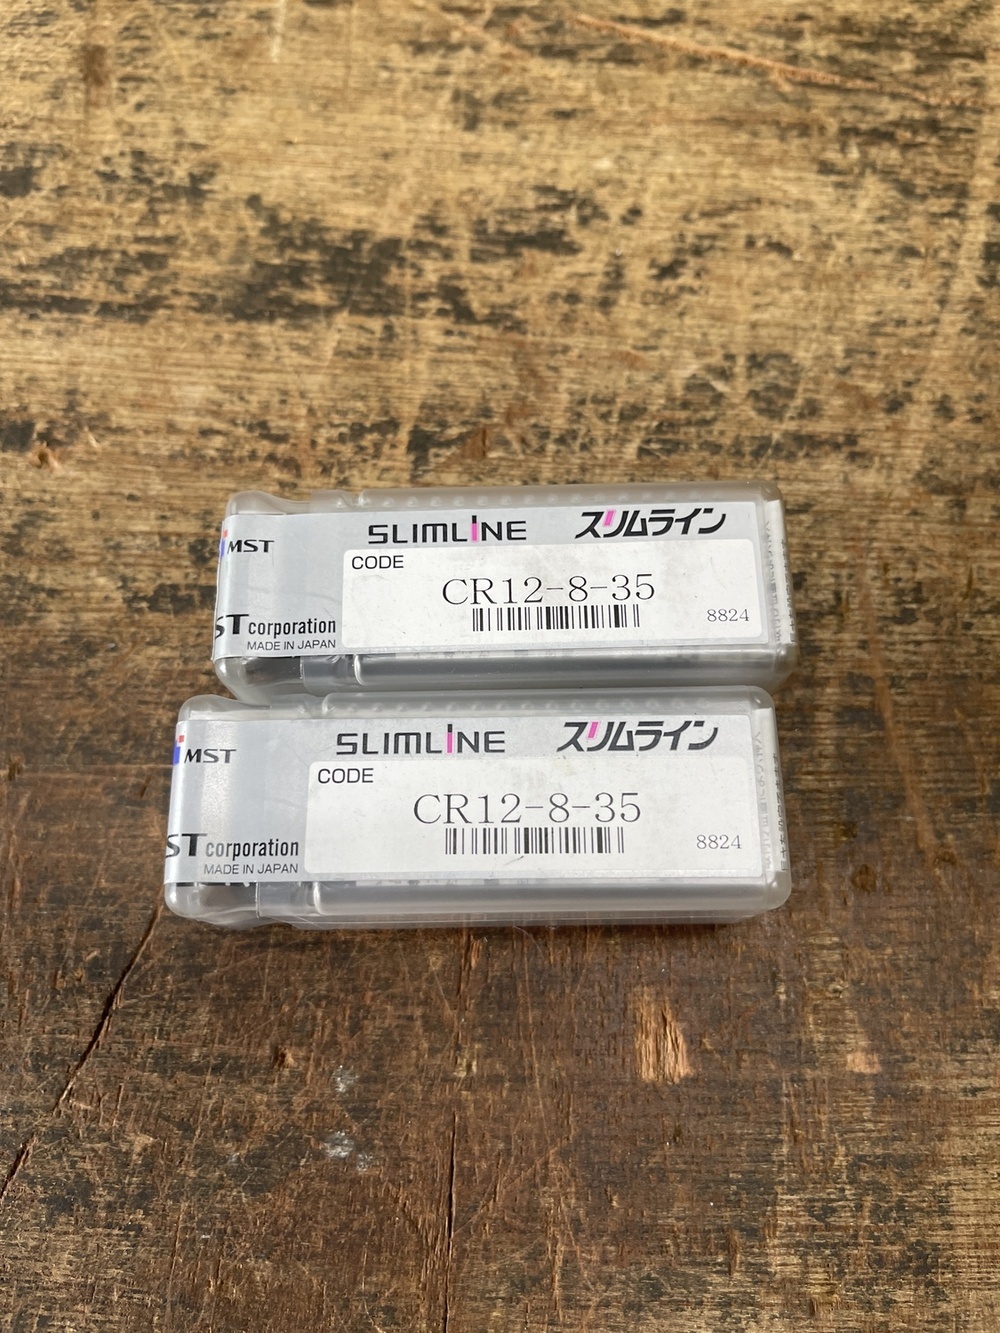 SLIMLINE スリムライン
MST
CODE
CR12-8-35
8824
ST corporation
MADE IN JAPAN
SLIMLINE スリムライン
MST
CODE
CR12-8-35
8824
ST corporation
MADE IN JAPAN